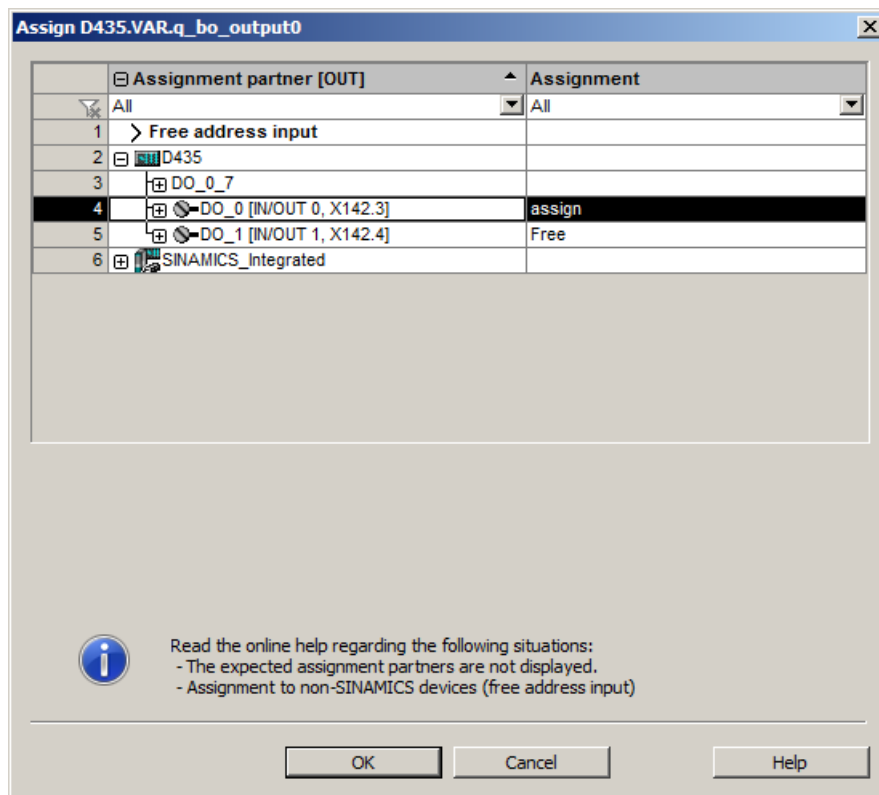 Assign D435.VAR.q_bo_output0
Assignment partner [OUT] Assignment
All All
1 Free address input
2 D435
3 DO_0_7
4 DO_0 [IN/OUT 0, X142.3] assign
5 DO_1 [IN/OUT 1, X142.4] Free
6 SINAMICS_Integrated
Read the online help regarding the following situations:
- The expected assignment partners are not displayed.
- Assignment to non-SINAMICS devices (free address input)
OK Cancel Help